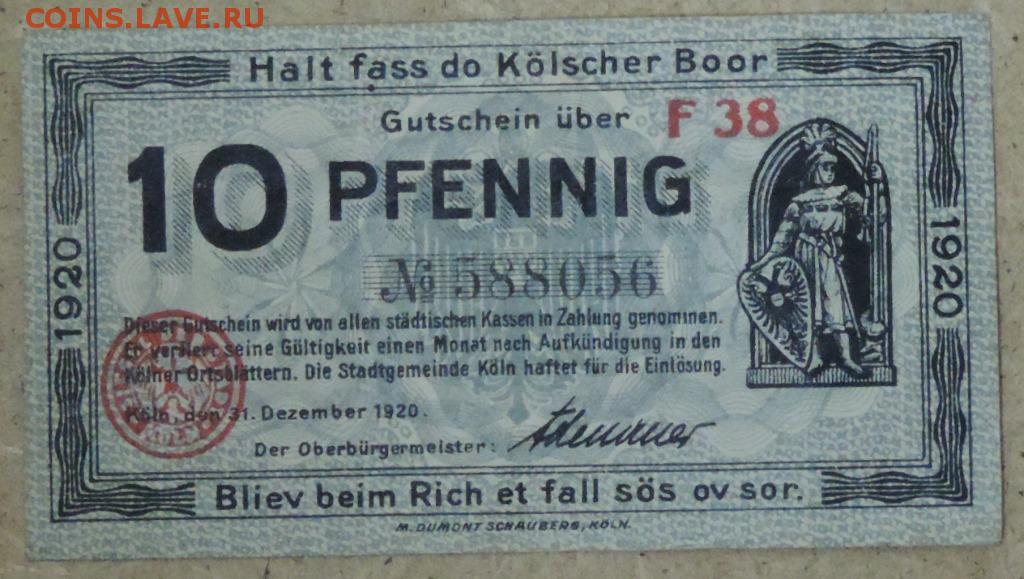 COINS.LAVE.RU
Halt fass do Kölscher Boor
Gutschein über
F 38
10 PFENNIG
№ 588056
1920
1920
Dieser Gutschein wird von allen städtischen Kassen in Zahlung genommen.
Er verliert seine Gültigkeit einen Monat nach Aufkündigung in den
Kölner Ortsblättern. Die Stadtgemeinde Köln haftet für die Einlösung.
Köln, den 31. Dezember 1920.
Der Oberbürgermeister: Adenauer
Bliev beim Rich et fall sös ov sor.
M. DUMONT SCHAUBERG, KÖLN.